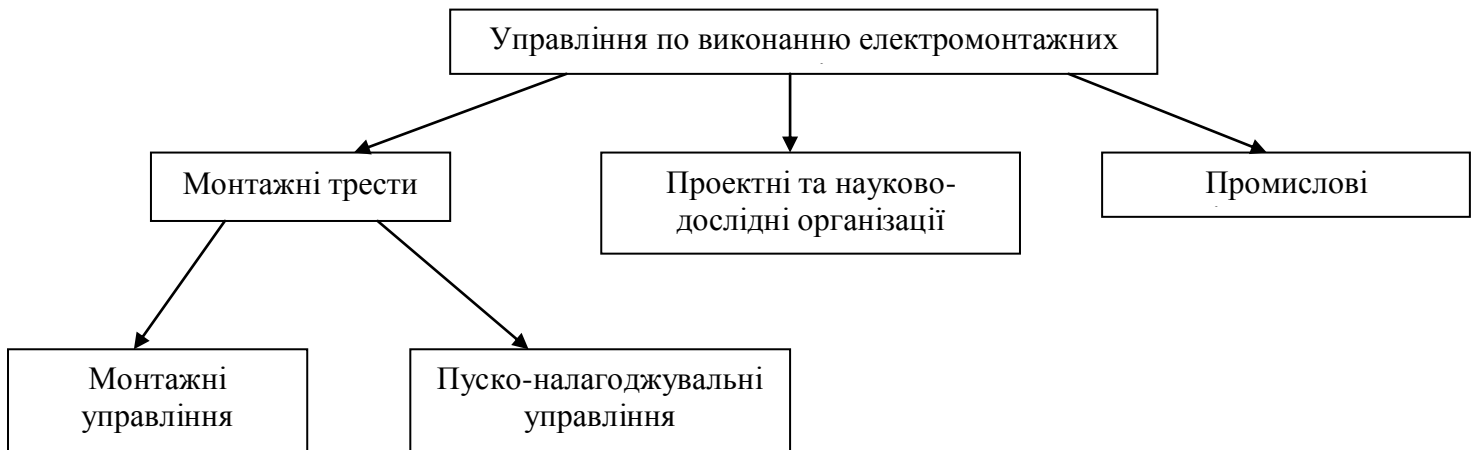 Управління по виконанню електромонтажних
Монтажні трести
Проектні та науково-
дослідні організації
Промислові
Монтажні
управління
Пуско-налагоджувальні
управління